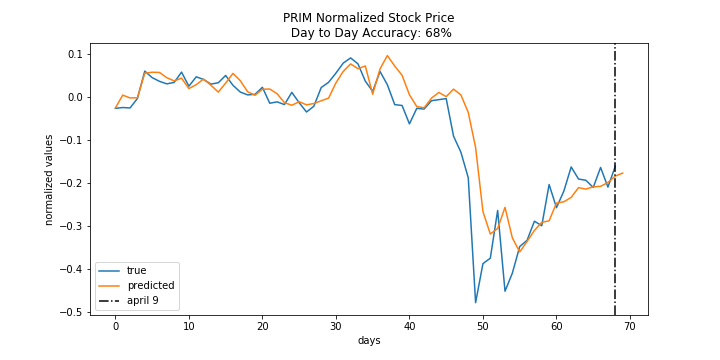 PRIM Normalized Stock Price
Day to Day Accuracy: 68%
normalized values
0.1
0.0
−0.1
−0.2
−0.3
−0.4
−0.5
true
predicted
april 9
0
10
20
30
40
50
60
70
days